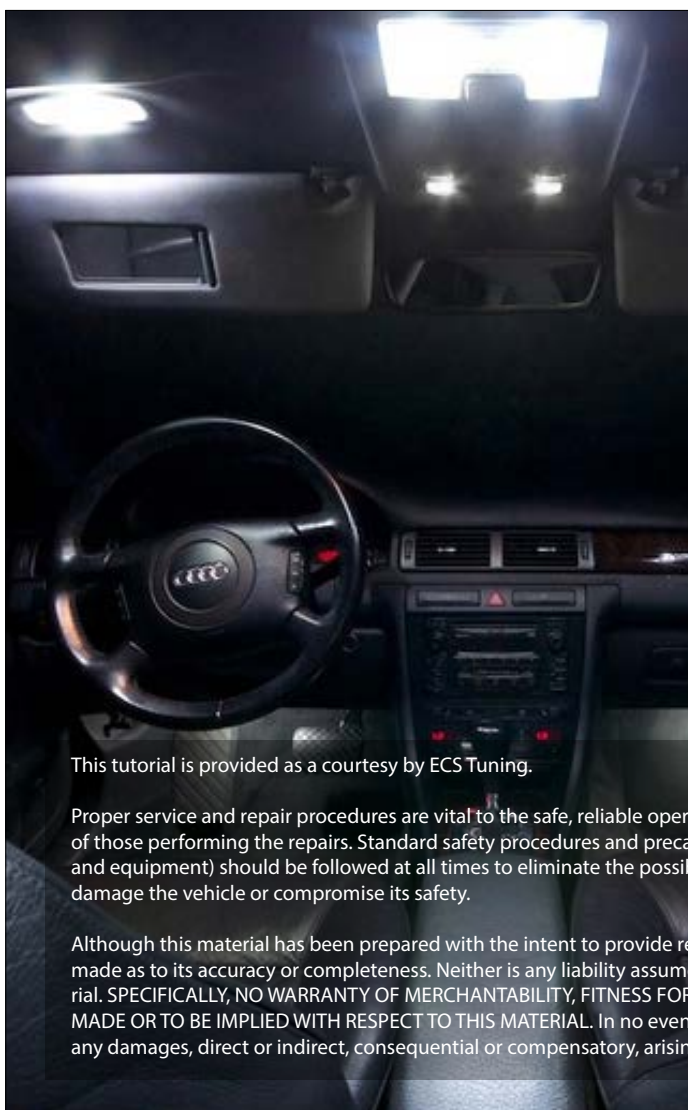 This tutorial is provided as a courtesy by ECS Tuning.
Proper service and repair procedures are vital to the safe, reliable oper
of those performing the repairs. Standard safety procedures and preca
and equipment) should be followed at all times to eliminate the possil
damage the vehicle or compromise its safety.
Although this material has been prepared with the intent to provide re
made as to its accuracy or completeness. Neither is any liability assum
rial. SPECIFICALLY, NO WARRANTY OF MERCHANTABILITY, FITNESS FOR
MADE OR TO BE IMPLIED WITH RESPECT TO THIS MATERIAL. In no even
any damages, direct or indirect, consequential or compensatory, arisin